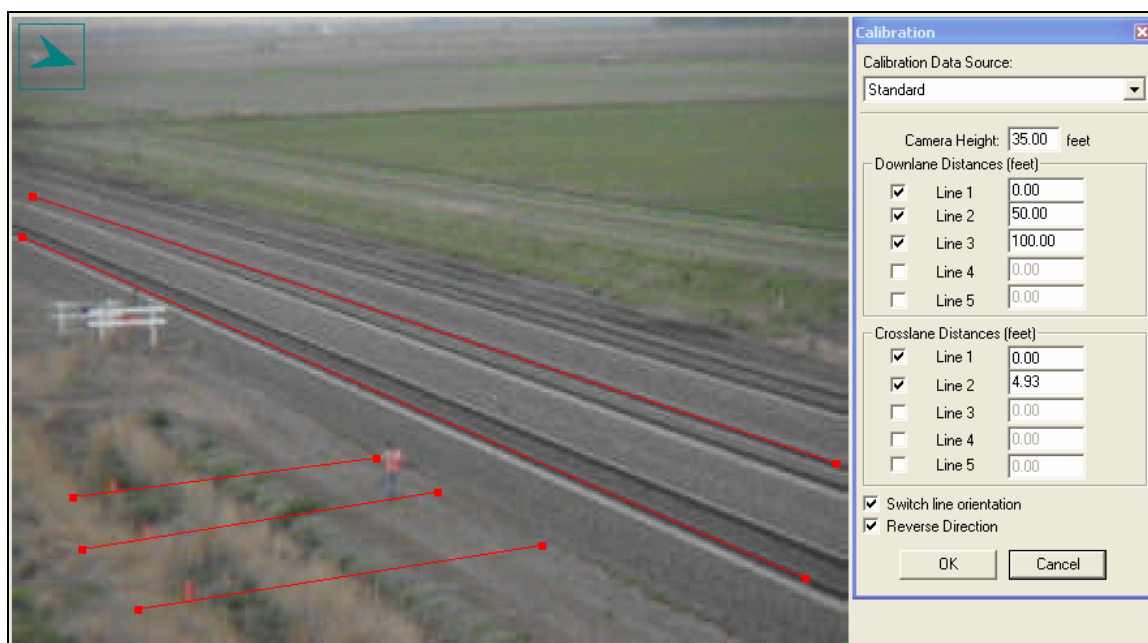 Calibration
Calibration Data Source:
Standard
Camera Height: 35.00 feet
Downlane Distances (feet)
Line 1 0.00
Line 2 50.00
Line 3 100.00
Line 4 0.00
Line 5 0.00
Crosslane Distances (feet)
Line 1 0.00
Line 2 4.93
Line 3 0.00
Line 4 0.00
Line 5 0.00
Switch line orientation
Reverse Direction
OK Cancel